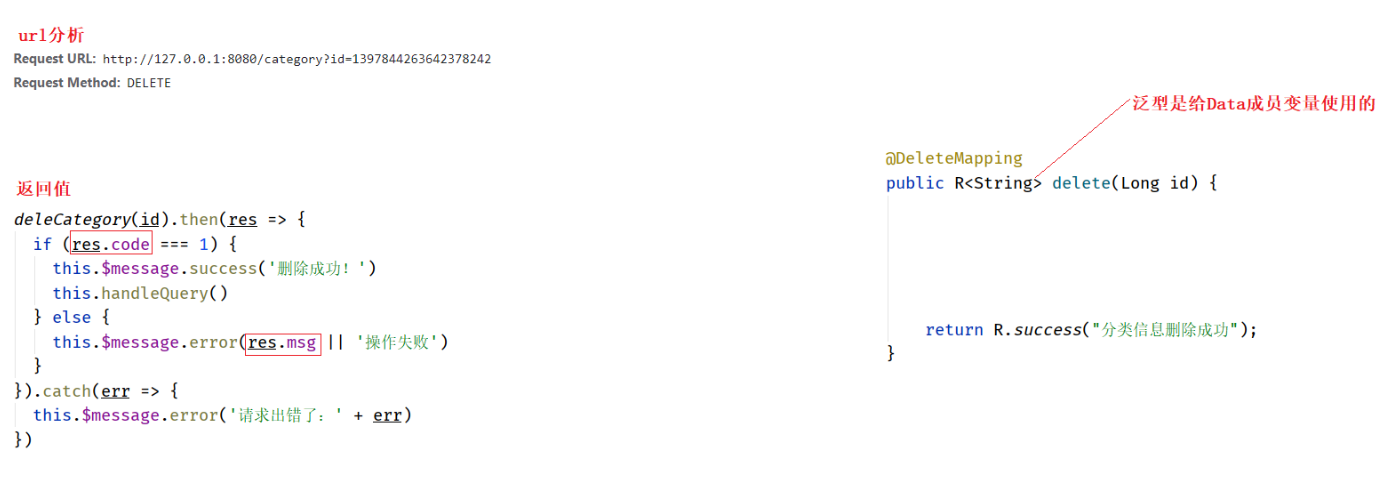 url分析
Request URL: http://127.0.0.1:8080/category?id=1397844263642378242
Request Method: DELETE
返回值
deleCategory(id).then(res => {
  if (res.code === 1) {
    this.$message.success('删除成功！')
    this.handleQuery()
  } else {
    this.$message.error(res.msg || '操作失败')
  }
}).catch(err => {
  this.$message.error('请求出错了：' + err)
})
泛型是给Data成员变量使用的
@DeleteMapping
public R<String> delete(Long id) {
    return R.success("分类信息删除成功");
}